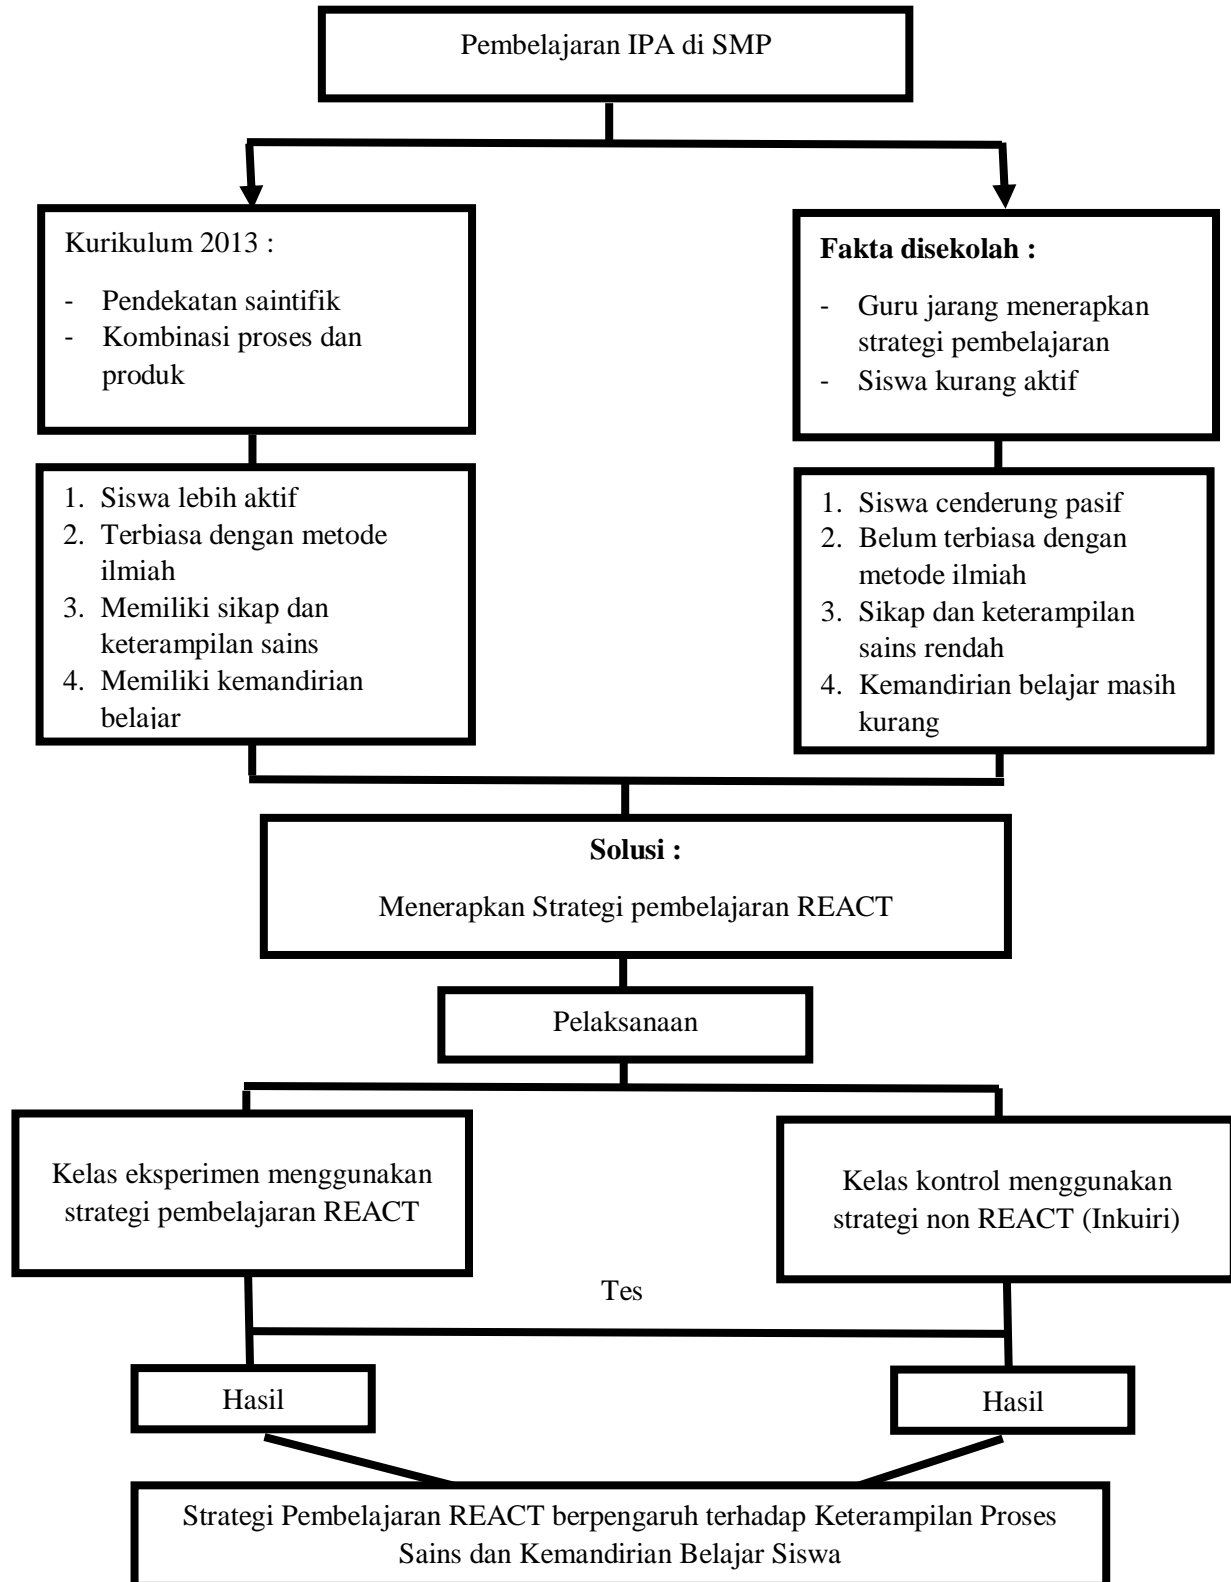 Pembelajaran IPA di SMP
Kurikulum 2013 :
- Pendekatan saintifik
- Kombinasi proses dan
produk
Fakta disekolah :
- Guru jarang menerapkan
strategi pembelajaran
- Siswa kurang aktif
1. Siswa lebih aktif
2. Terbiasa dengan metode
ilmiah
3. Memiliki sikap dan
keterampilan sains
4. Memiliki kemandirian
belajar
1. Siswa cenderung pasif
2. Belum terbiasa dengan
metode ilmiah
3. Sikap dan keterampilan
sains rendah
4. Kemandirian belajar masih
kurang
Solusi :
Menerapkan Strategi pembelajaran REACT
Pelaksanaan
Kelas eksperimen menggunakan
strategi pembelajaran REACT
Kelas kontrol menggunakan
strategi non REACT (Inkuiri)
Tes
Hasil
Hasil
Strategi Pembelajaran REACT berpengaruh terhadap Keterampilan Proses
Sains dan Kemandirian Belajar Siswa